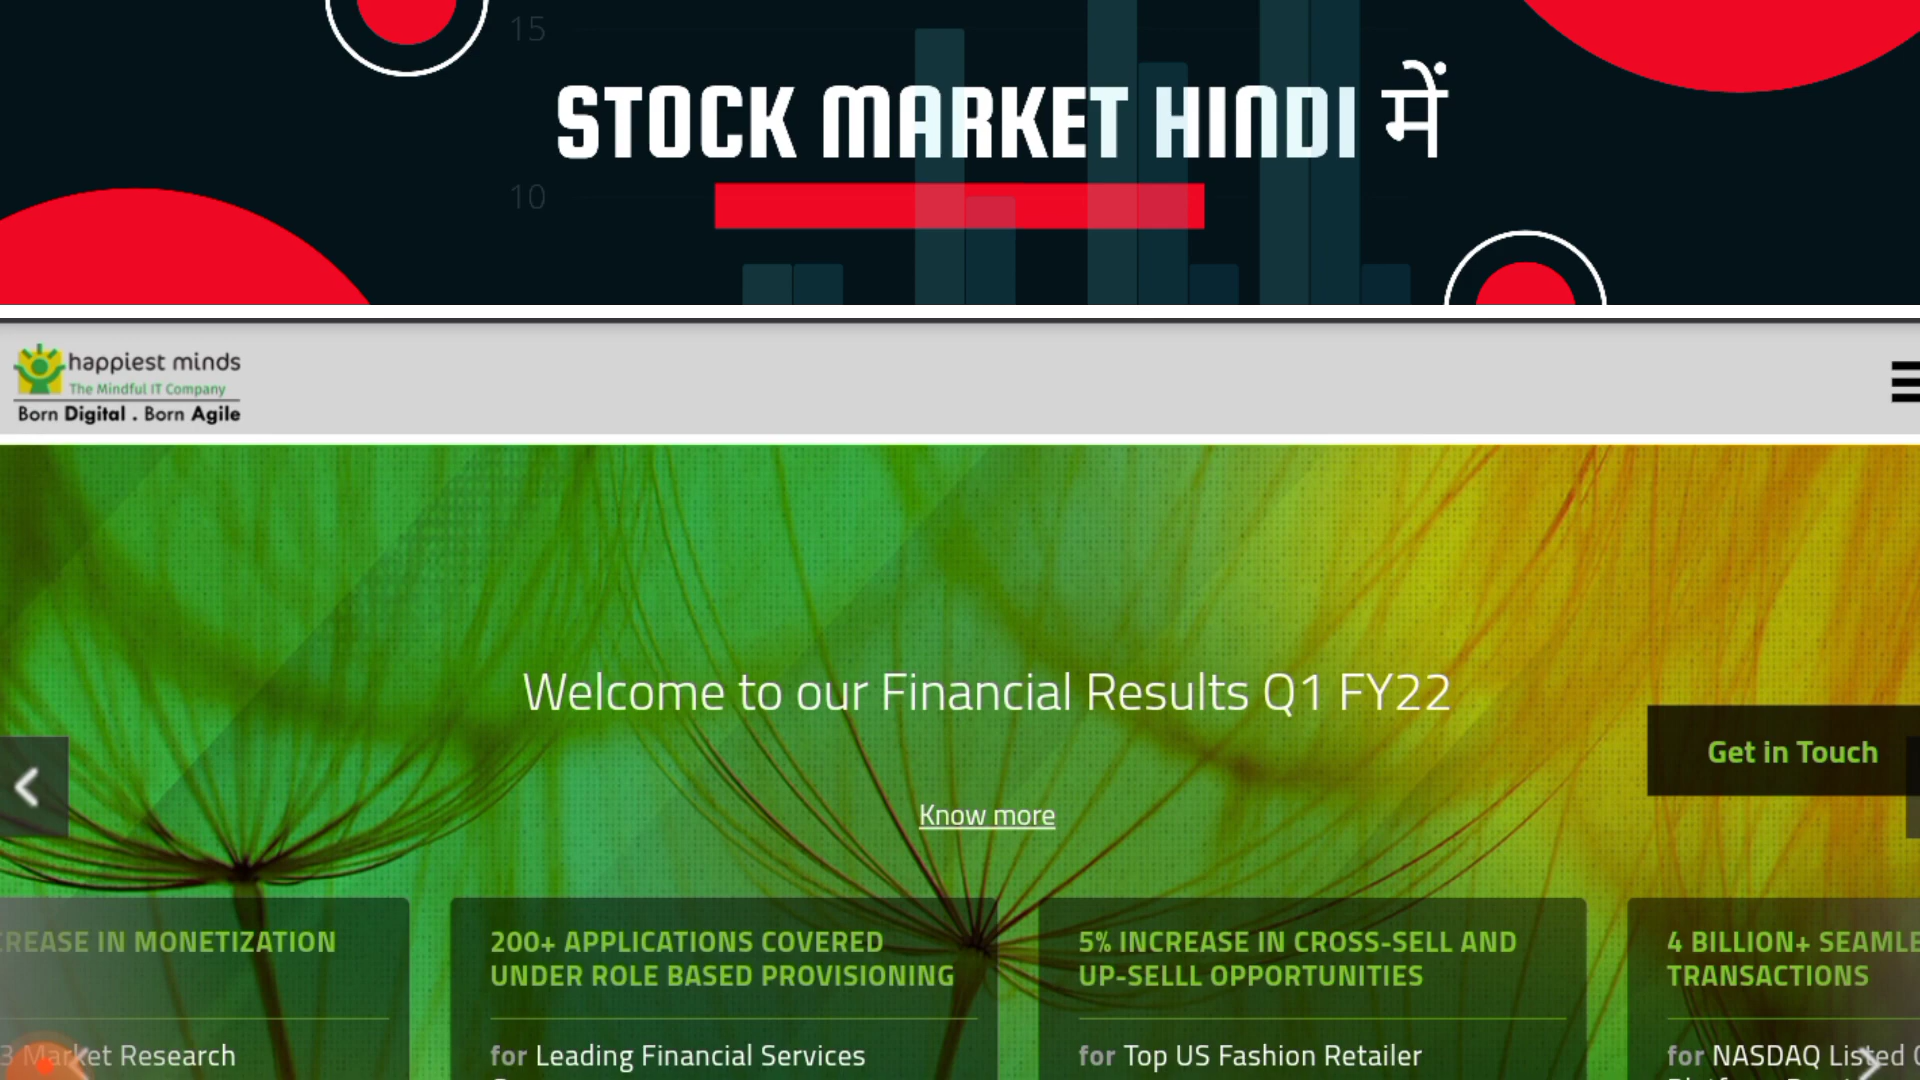 15
STOCK MARKET HINDI में
10
happiest minds
The Mindful IT Company
Born Digital . Born Agile
Welcome to our Financial Results Q1 FY22
Get in Touch
Know more
IN MONETIZATION
Market Research
200+ APPLICATIONS COVERED
UNDER ROLE BASED PROVISIONING
for Leading Financial Services
5% INCREASE IN CROSS-SELL AND
UP-SELLL OPPORTUNITIES
for Top US Fashion Retailer
4 BILLION+
TRANSACTIONS
for NASDAQ Listed